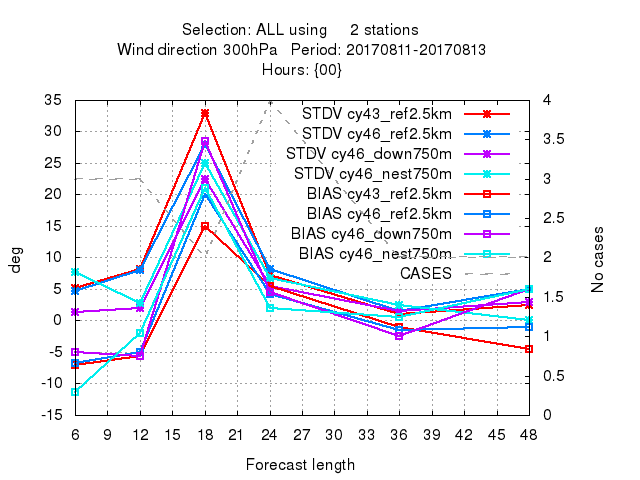 Selection: ALL using 2 stations
Wind direction 300hPa Period: 20170811-20170813
Hours: {00}
35 4
STDV cy43_ref2.5km
30 STDV cy46_ref2.5km 3.5
STDV cy46_down750m
25 STDV cy46_nest750m 3
20 BIAS cy43_ref2.5km
BIAS cy46_ref2.5km 2.5
15 BIAS cy46_down750m
10 BIAS cy46_nest750m 2
CASES
deg
No cases
5 1.5
0
-5 1
-10 0.5
-15 0
6 9 12 15 18 21 24 27 30 33 36 39 42 45 48
Forecast length